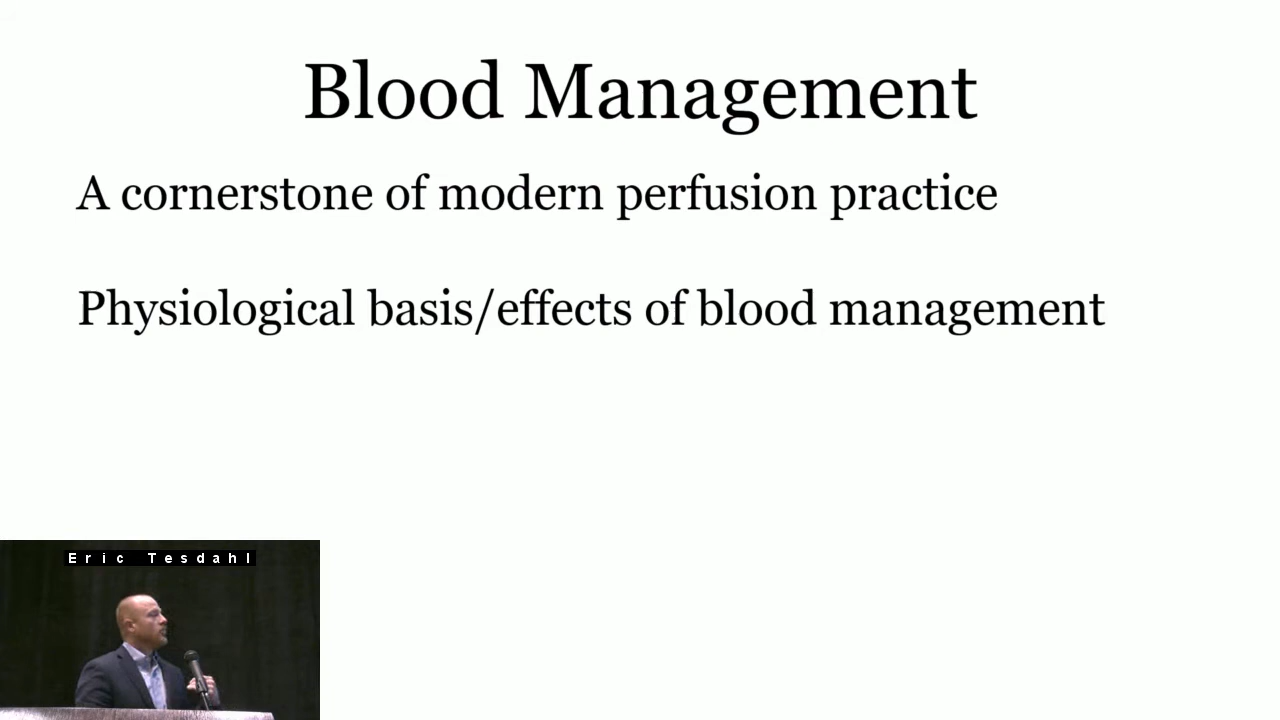 Blood Management
A cornerstone of modern perfusion practice
Physiological basis/effects of blood management
Eric Tesdahl